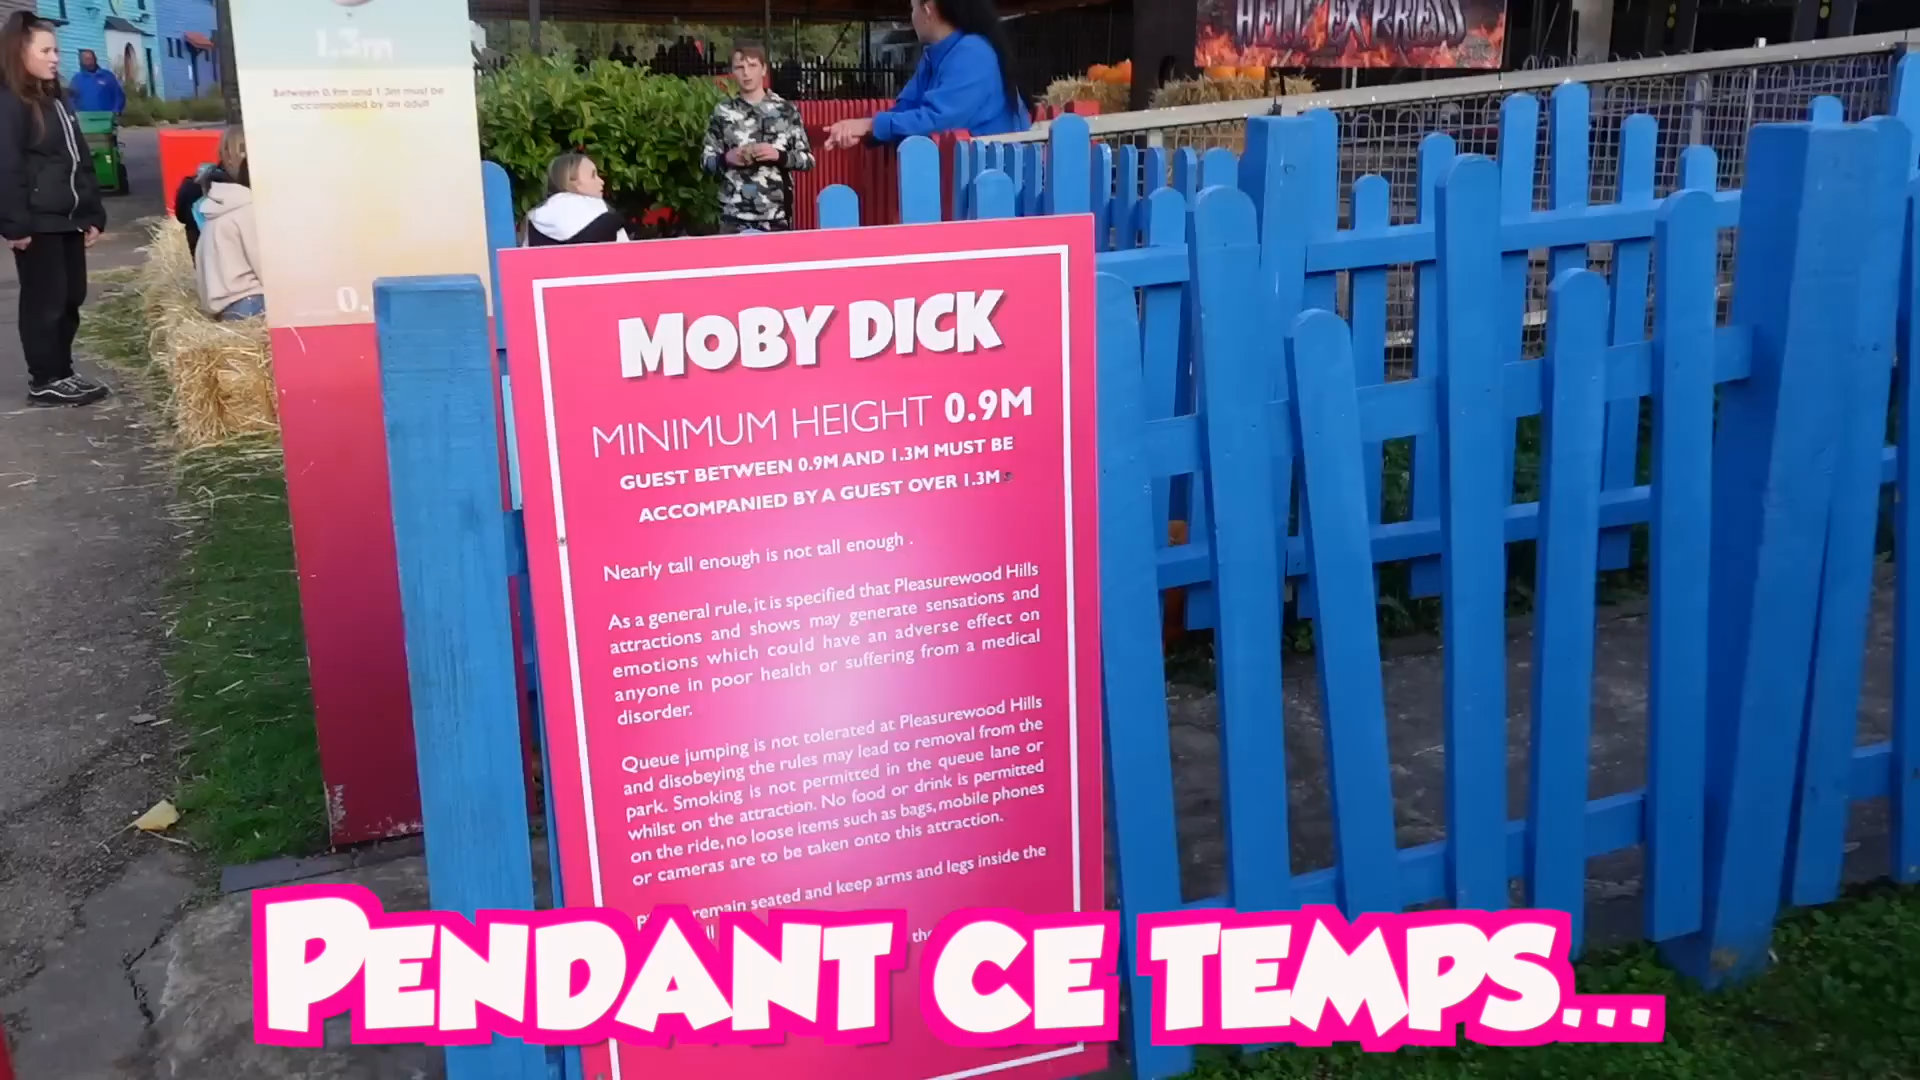 1.3m
Between 0.9m and 1.3m must be
accompanied by an adult
0.
HELL EXPRESS
MOBY DICK
MINIMUM HEIGHT 0.9M
GUEST BETWEEN 0.9M AND 1.3M MUST BE
ACCOMPANIED BY A GUEST OVER 1.3M
Nearly tall enough is not tall enough .
As a general rule, it is specified that Pleasurewood Hills
attractions and shows may generate sensations and
emotions which could have an adverse effect on
anyone in poor health or suffering from a medical
disorder.
Queue jumping is not tolerated at Pleasurewood Hills
and disobeying the rules may lead to removal from the
park. Smoking is not permitted in the queue lane or
whilst on the attraction. No food or drink is permitted
on the ride, no loose items such as bags, mobile phones
or cameras are to be taken onto this attraction.
remain seated and keep arms and legs inside the
PENDANT CE TEMPS...